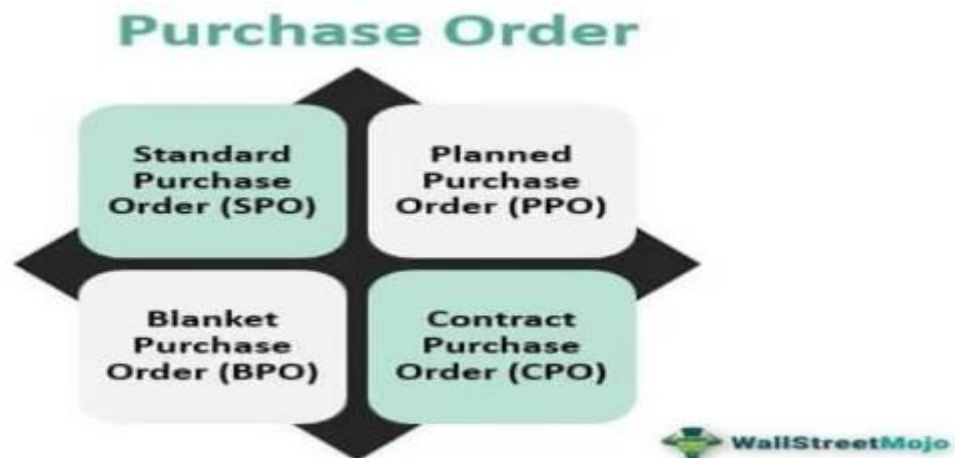 Purchase Order
Standard
Purchase
Order (SPO)
Planned
Purchase
Order (PPO)
Blanket
Purchase
Order (BPO)
Contract
Purchase
Order (CPO)
WallStreetMojo